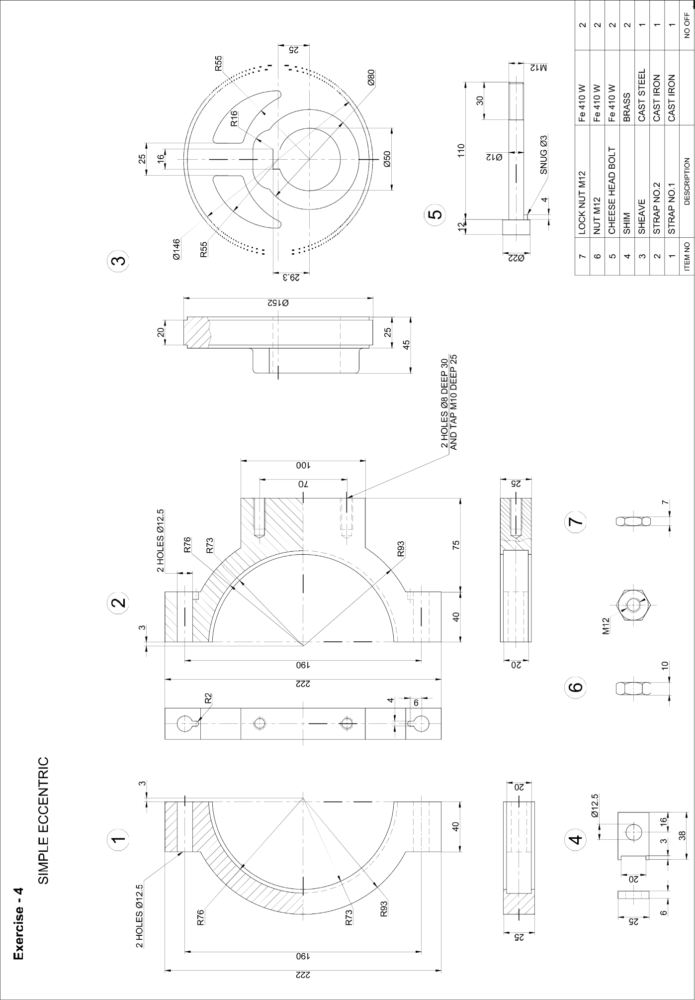 Exercise - 4
SIMPLE ECCENTRIC
1
2 HOLES Ø12.5
3
R76
R73
R93
40
190
222
20
25
2
3
2 HOLES Ø12.5
R76
R73
R93
100
70
2 HOLES Ø8 DEEP 30
AND TAP M10 DEEP 25
75
40
190
222
R2
4
9
25
20
3
25
16
R55
R16
Ø146
R55
25
Ø80
Ø50
29.3
Ø152
20
25
45
4
Ø12.5
16
3
38
20
6
25
5
110
30
M12
Ø12
SNUG Ø3
4
12
Ø22
6
10
M12
7
7
7 LOCK NUT M12 Fe 410 W 2
6 NUT M12 Fe 410 W 2
5 CHEESE HEAD BOLT Fe 410 W 2
4 SHIM BRASS 2
3 SHEAVE CAST STEEL 1
2 STRAP NO.2 CAST IRON 1
1 STRAP NO.1 CAST IRON 1
ITEM NO DESCRIPTION NO OFF